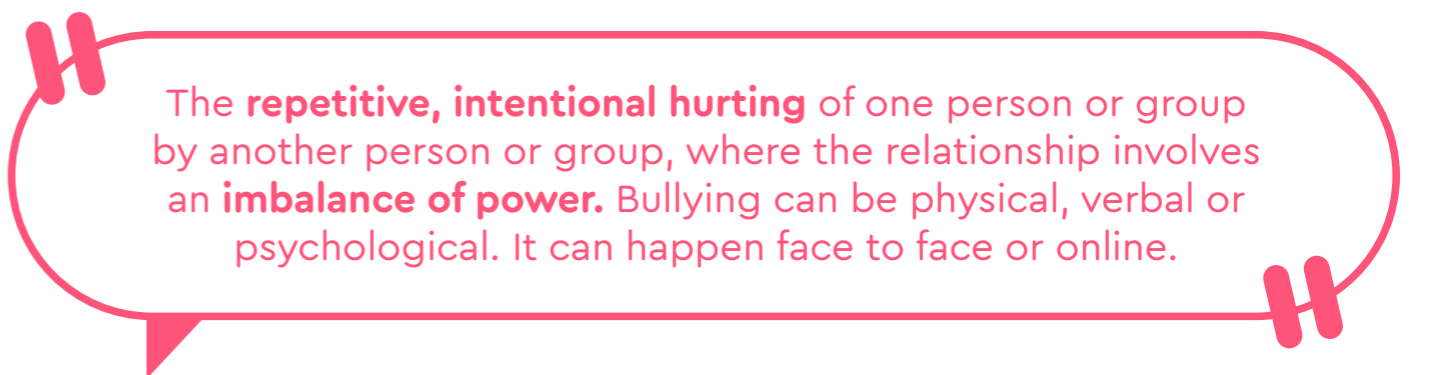 The repetitive, intentional hurting of one person or group
by another person or group, where the relationship involves
an imbalance of power. Bullying can be physical, verbal or
psychological. It can happen face to face or online.